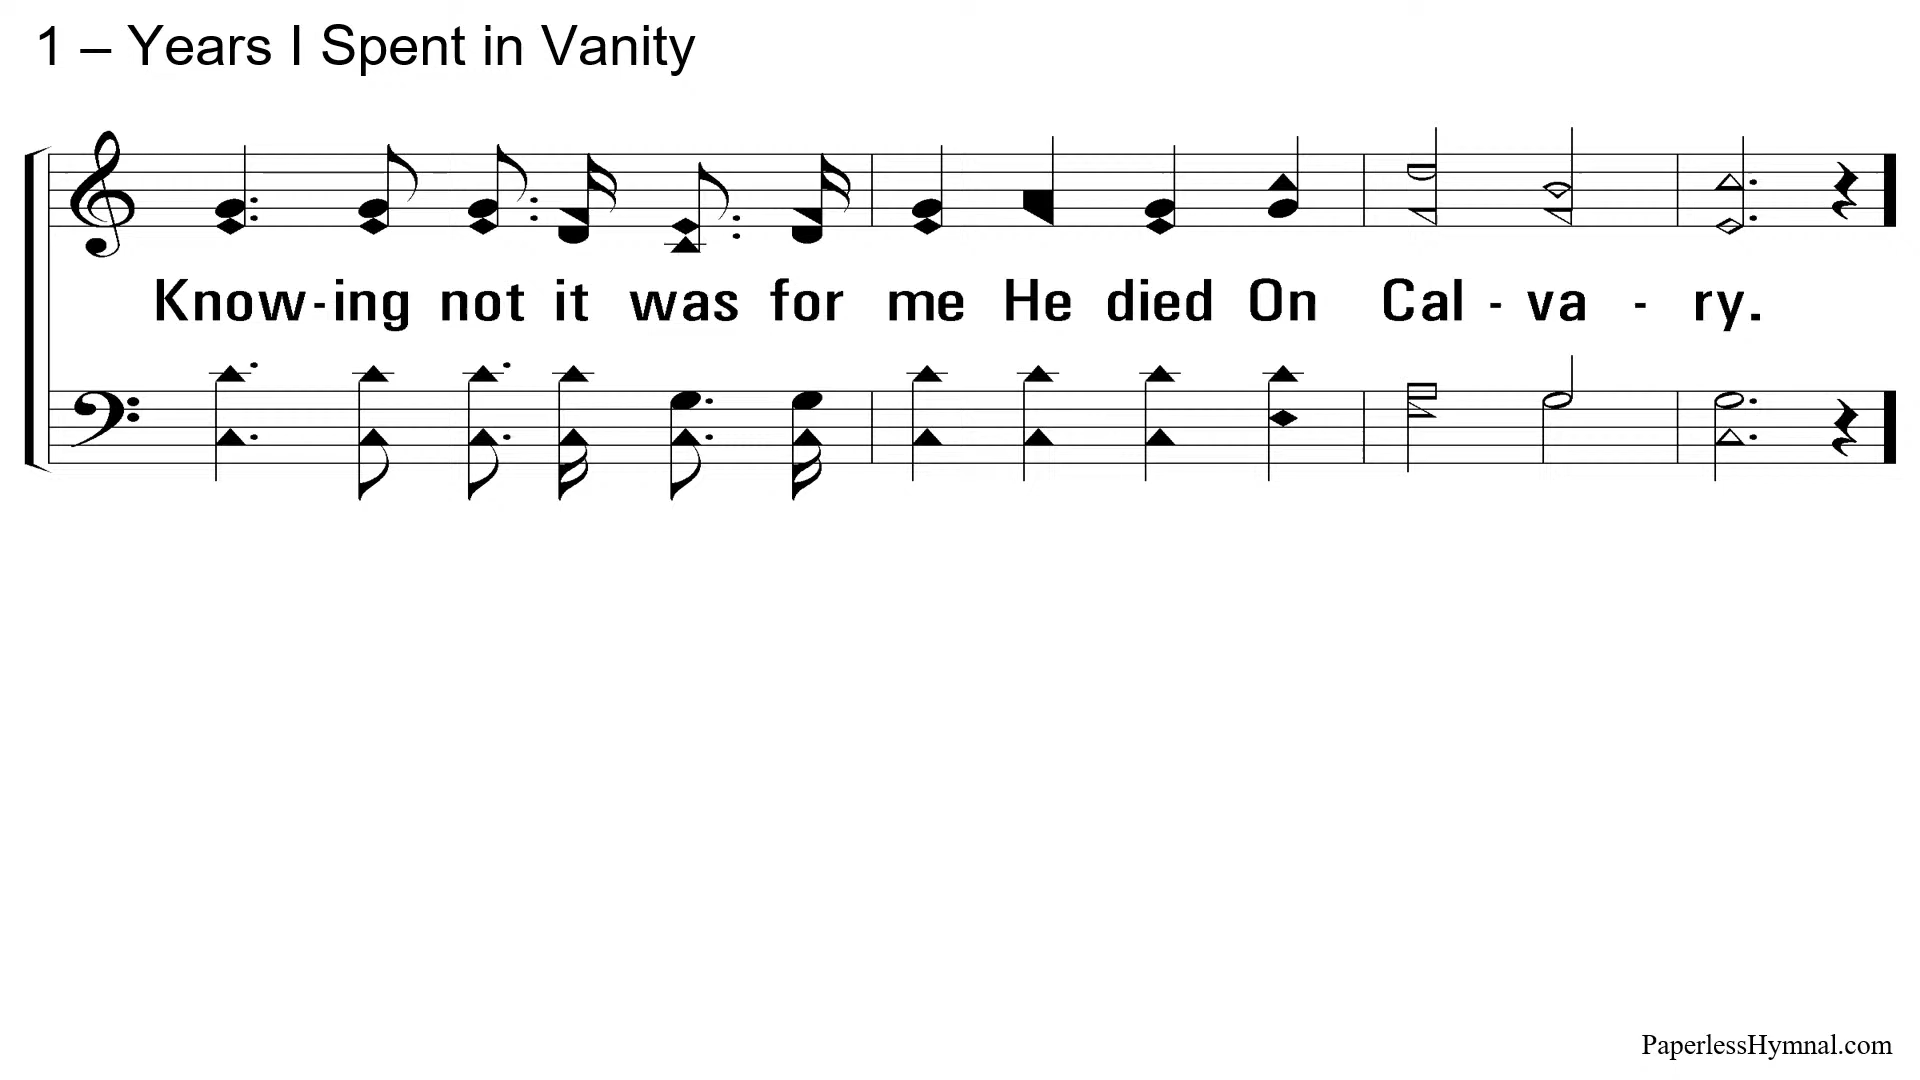 1 – Years I Spent in Vanity
Know-ing not it was for me He died On Cal - va - ry.
PaperlessHymnal.com